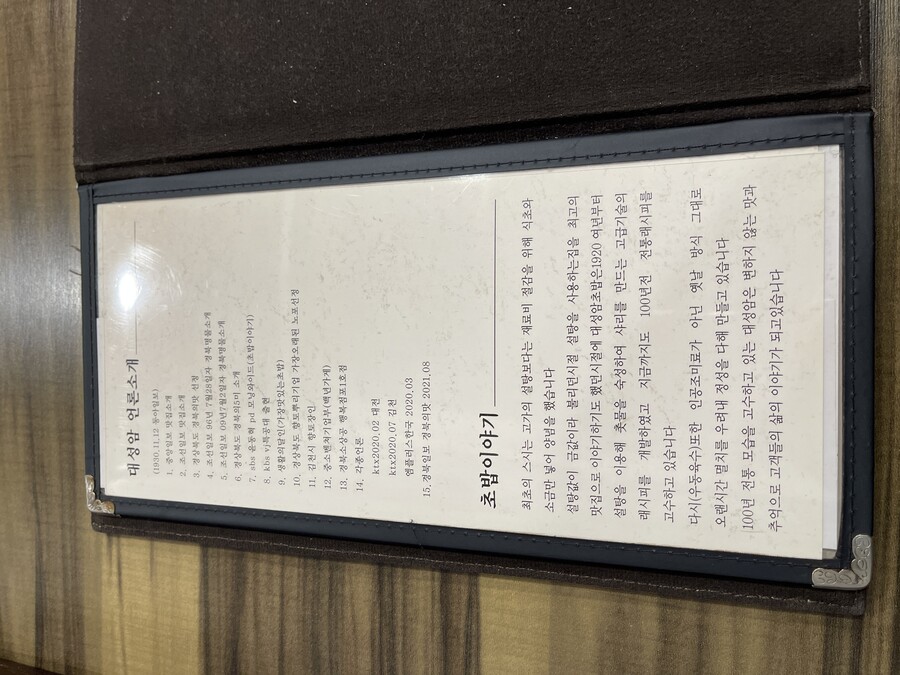 대성암 언론소개
(1920.11.12 동아일보)
1. 중앙일보 맛집소개
2. 조선일보 맛집소개
3. 경상북도 경북의맛 선정
4. 조선일보 96년 7월28일자 경북명물소개
5. 조선일보 09년7월2일자 경북명물소개
6. 경상북도 경북의5미 소개
7. sbs 윤동혁 pd 모닝와이드(초밥이야기)
8. kbs vj특공대 출현
9. 생활의달인(가장맛있는초밥)
10. 경상북도 향토뿌리기업 가장오래된 노포선정
11. 김천시 향토장인
12. 중소벤처기업부(백년가게)
13. 경북소상공 행복점포1호점
14. 각종언론
ktx2020.02 대전
ktx2020.07 김천
엠플러스한국 2020.03
15. 경북일보 경북의맛 2021.08
초밥이야기
최초의 스시는 고가의 설탕보다는 재료비 절감을 위해 식초와
소금만 넣어 양념을 했습니다
설탕값이 금값이라 불리던시절 설탕을 사용하는집을 최고의
맛집으로 이야기하기도 했던시절에 대성암초밥은1920 여년부터
설탕을 이용해 촛물을 숙성하여 샤리를 만드는 고급기술의
래시피를 개발하였고 지금까지도 100년전 전통래시피를
고수하고 있습니다
다시(우동육수)또한 인공조미료가 아닌 옛날 방식 그대로
오랜시간 멸치를 우려내 정성을 다해 만들고 있습니다
100년 전통 모습을 고수하고 있는 대성암은 변하지 않는 맛과
추억으로 고객들의 삶의 이야기가 되고있습니다